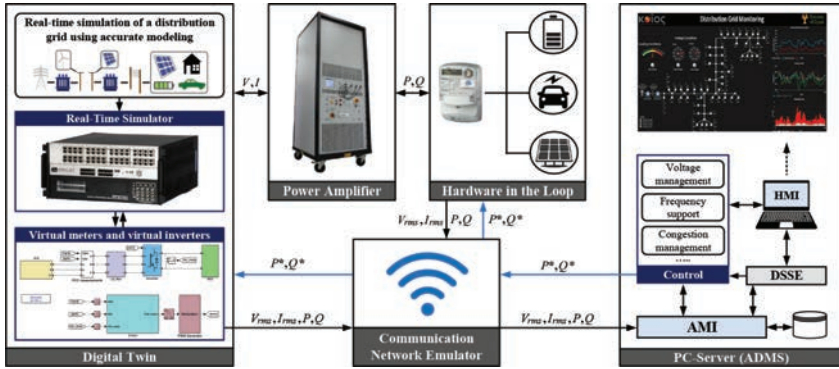 Real-time simulation of a distribution
grid using accurate modeling
Real-Time Simulator
Virtual meters and virtual inverters
Digital Twin
V,I
Power Amplifier
P,Q
Hardware in the Loop
Vrms,Irms P,Q
P*,Q*
P*,Q*
Vrms,Irms,P,Q
Communication
Network Emulator
P*,Q*
Vrms,Irms,P,Q
ΚΟΙΟΣ
Distribution Grid Monitoring
Voltage
management
Frequency
support
Congestion
management
.....
Control
HMI
DSSE
AMI
PC-Server (ADMS)